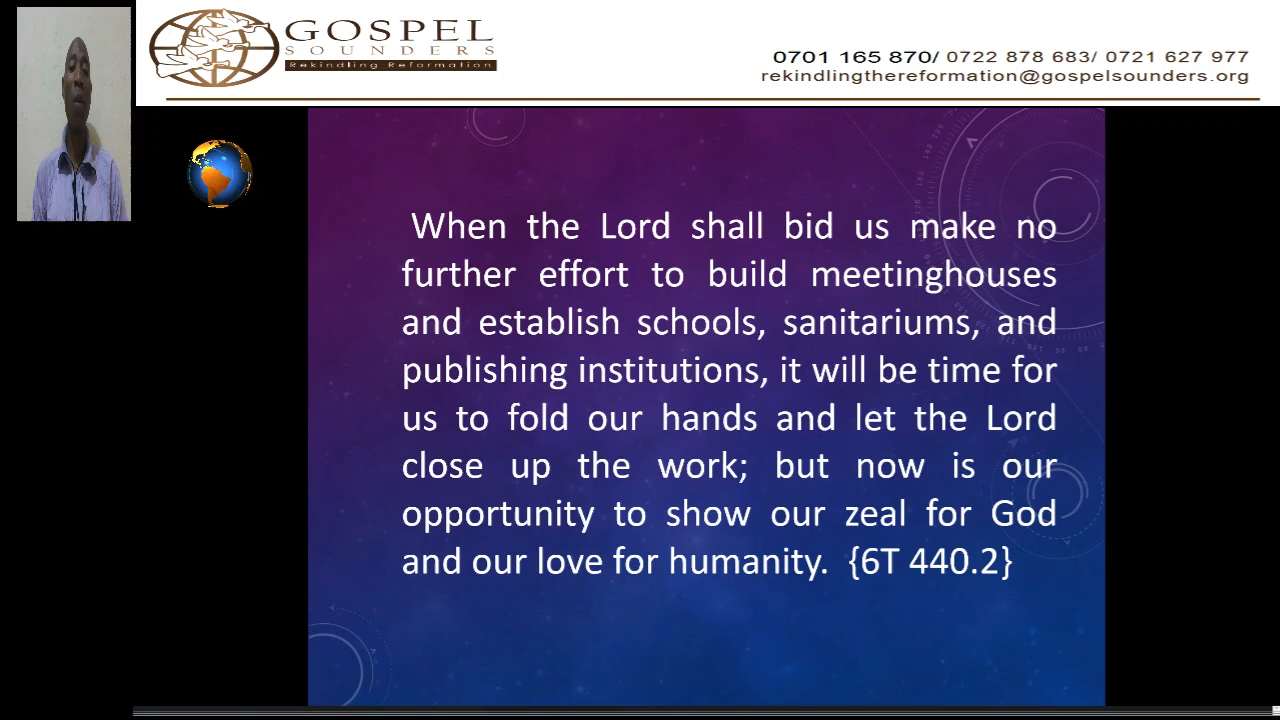 GOSPEL
SOUNDERS
Rekindling Reformation
0701 165 870/ 0722 878 683/ 0721 627 977
rekindlingthereformation@gospelsounders.org
When the Lord shall bid us make no
further effort to build meetinghouses
and establish schools, sanitariums, and
publishing institutions, it will be time for
us to fold our hands and let the Lord
close up the work; but now is our
opportunity to show our zeal for God
and our love for humanity. {6T 440.2}